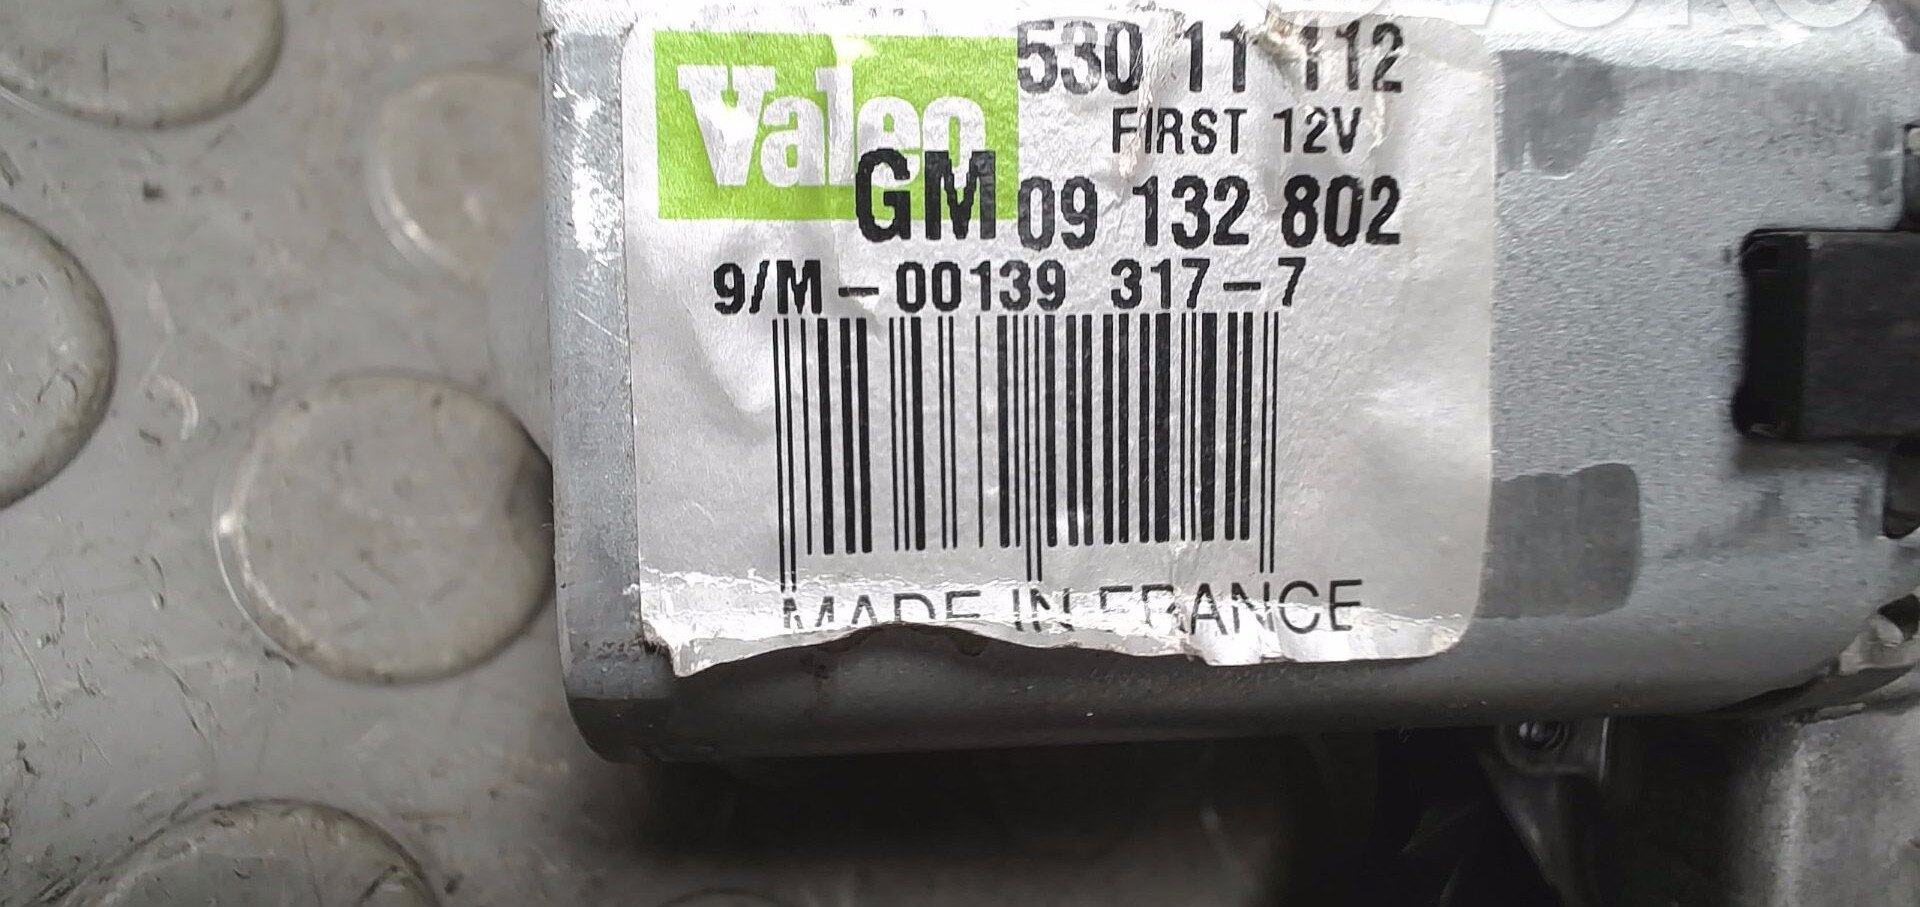 Valeo
530 11 112
FIRST 12V
GM 09 132 802
9/M-00139 317-7
MADE IN FRANCE